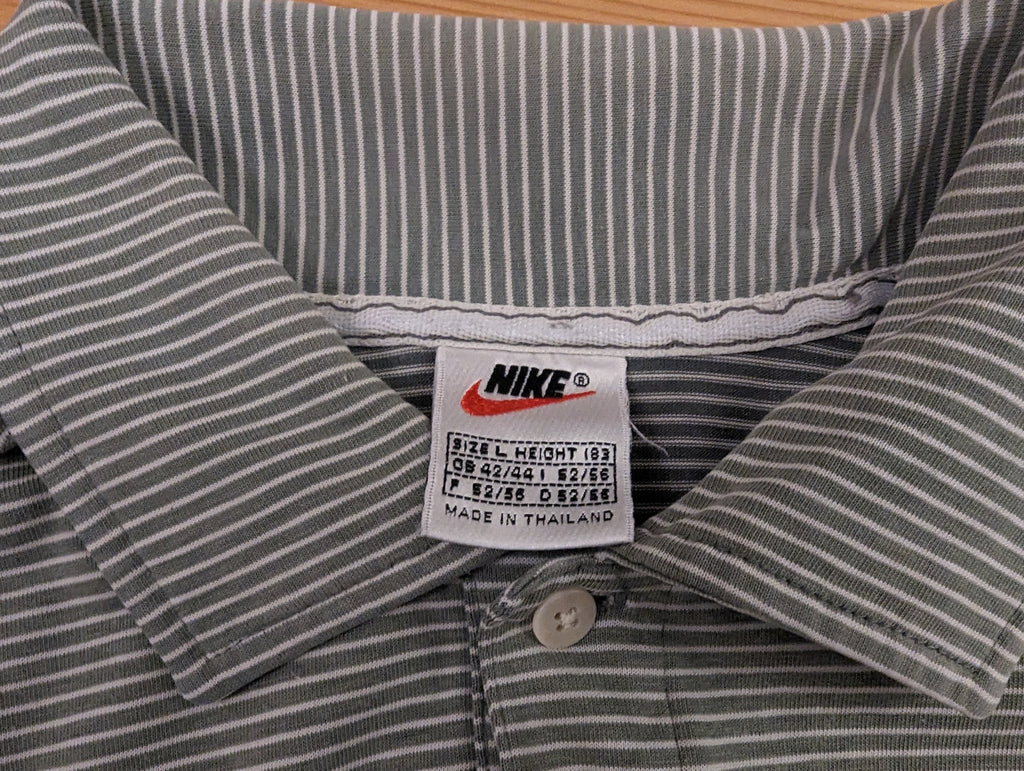 NIKE®
SIZE L HEIGHT 183
GB 42/44 I 52/56
F 52/56 D 52/56
MADE IN THAILAND